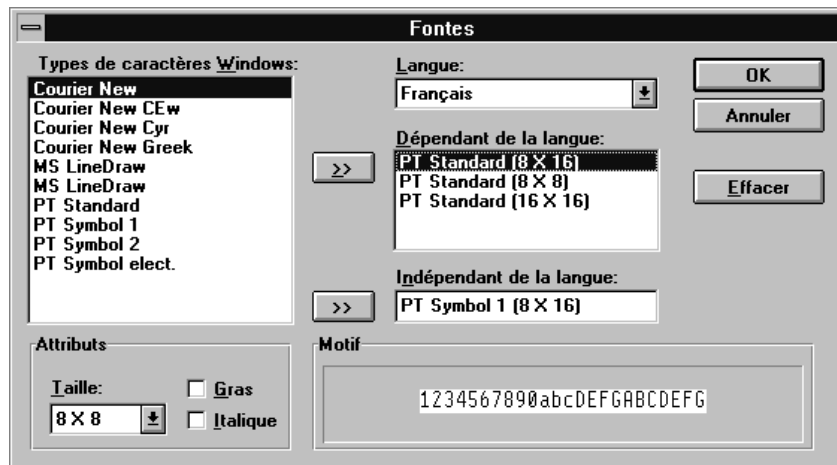 Fontes
Types de caractères Windows:
Courier New
Courier New CEw
Courier New Cyr
Courier New Greek
MS LineDraw
MS LineDraw
PT Standard
PT Symbol 1
PT Symbol 2
PT Symbol elect.
>>
>>
Langue:
Français
Dépendant de la langue:
PT Standard (8 X 16)
PT Standard (8 X 8)
PT Standard (16 X 16)
Indépendant de la langue:
PT Symbol 1 (8 X 16)
OK
Annuler
Effacer
Attributs
Taille:
8 X 8
Gras
Italique
Motif
1234567890abcDEFGABCDEFG